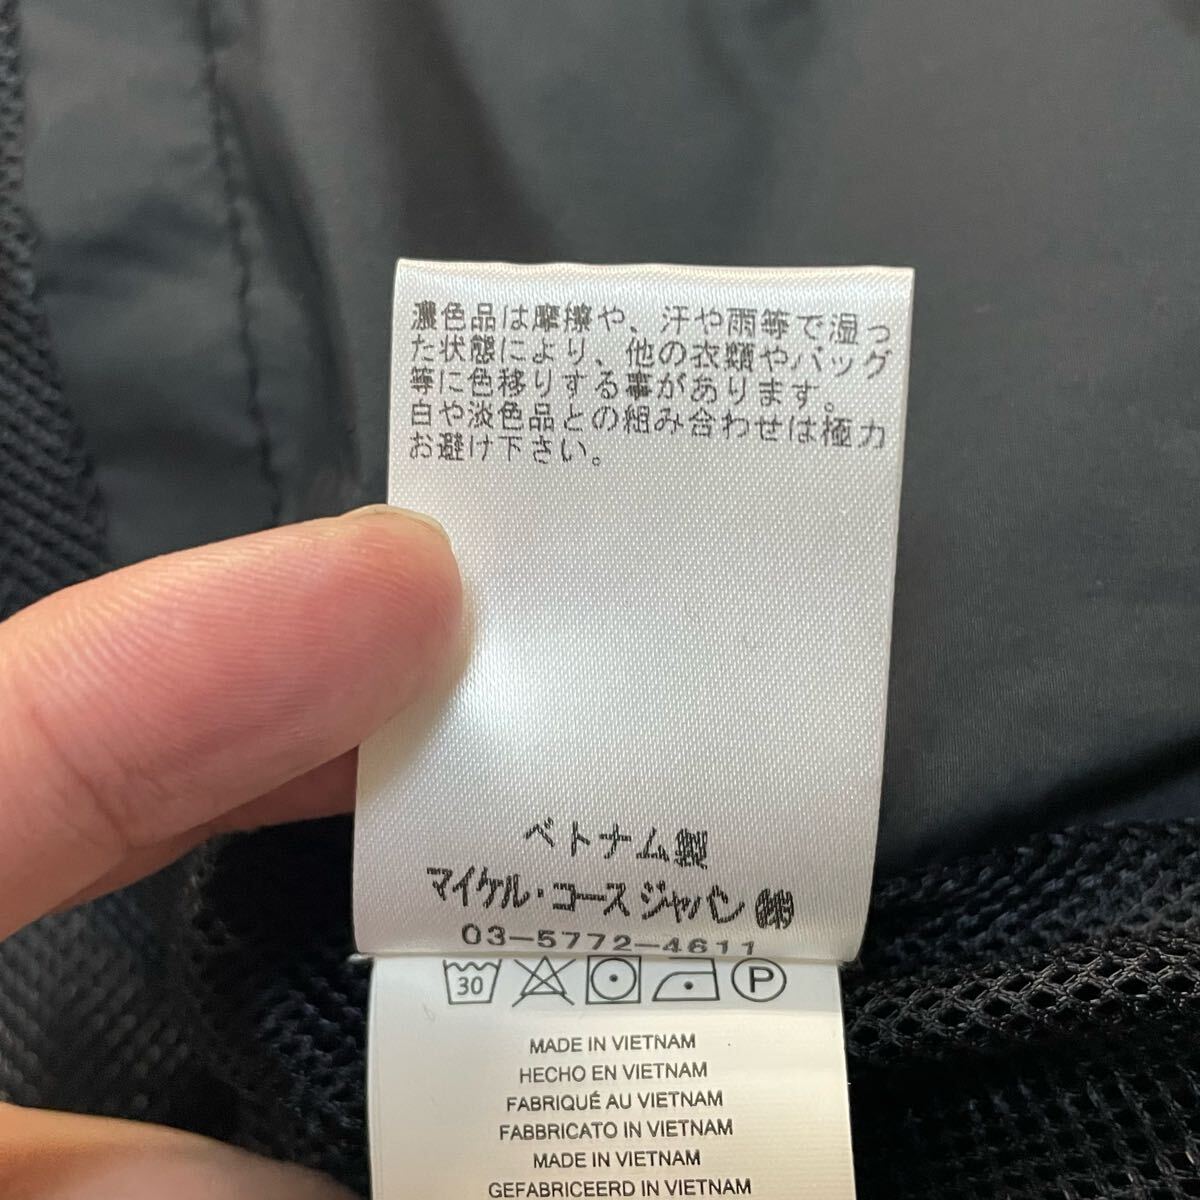 濃色品は摩擦や、汗や雨等で湿っ
た状態により、他の衣類やバッグ
等に色移りする事があります。
白や淡色品との組み合わせは極力
お避け下さい。
ベトナム製
マイケル・コース ジャパン ㈱
03-5772-4611
30 P
MADE IN VIETNAM
HECHO EN VIETNAM
FABRIQUÉ AU VIETNAM
FABBRICATO IN VIETNAM
MADE IN VIETNAM
GEFABRICEERD IN VIETNAM